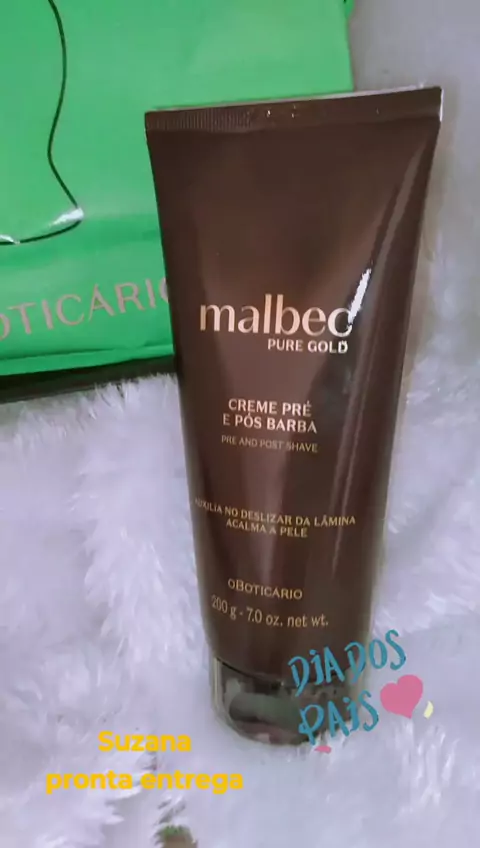 OTICÁRIO
malbec
PURE GOLD
CREME PRÉ
E PÓS BARBA
PRE AND POST SHAVE
AUXILIA NO DESLIZAR DA LÂMINA
ACALMA A PELE
oBOTICÁRIO
200 g - 7.0 oz. net wt.
DIA DOS
PAIS
Suzana
pronta entrega